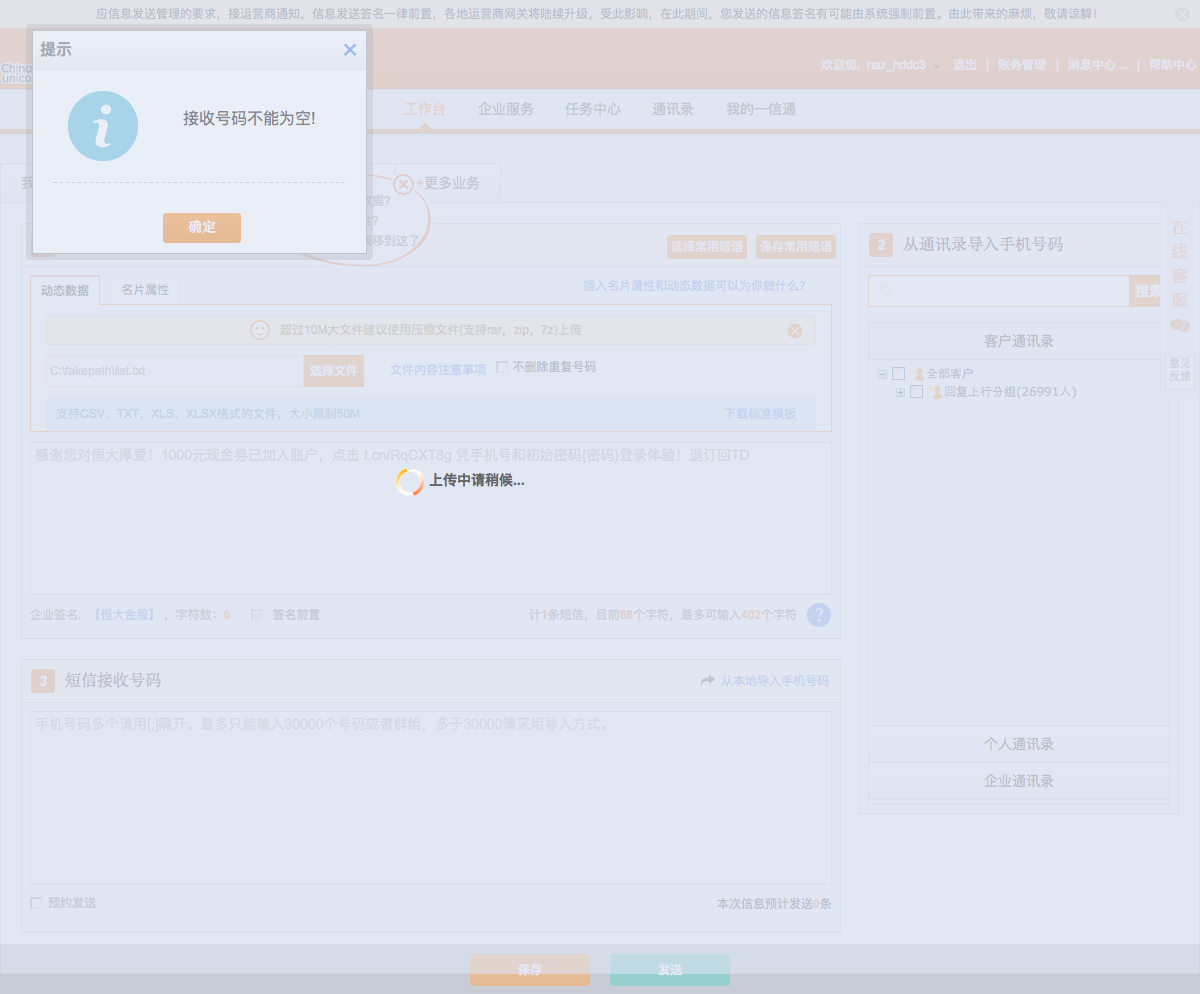 应信息发送管理的要求，接运营商通知，信息发送签名一律前置，各地运营商网关将陆续升级，受此影响，在此期间，您发送的信息签名有可能由系统强制前置。由此带来的麻烦，敬请谅解！
提示
China
unico
欢迎您, haz_hddc3 退出 | 账务管理 | 消息中心 ... | 帮助中心
接收号码不能为空!
工作台 企业服务 任务中心 通讯录 我的一信通
我
+更多业务
数据?
移到这了
确定
选择常用短语 保存常用短语
2 从通讯录导入手机号码
在线客服
动态数据 名片属性 插入名片属性和动态数据可以为你做什么?
搜索
超过10M大文件建议使用压缩文件(支持rar，zip，7z)上传
客户通讯录
意见反馈
C:\fakepath\list.txt 选择文件 文件内容注意事项 不删除重复号码
全部客户
回复上行分组(26991人)
支持CSV、TXT、XLS、XLSX格式的文件，大小限制50M 下载标准模板
感谢您对恒大厚爱！1000元现金券已加入账户，点击 t.cn/RqCXT8g 凭手机号和初始密码{密码}登录体验！退订回TD
上传中请稍候...
企业签名: 【恒大金服】 ，字符数: 6 签名前置 计1条短信，目前68个字符，最多可输入402个字符 ?
3 短信接收号码 从本地导入手机号码
手机号码多个请用[;]隔开。最多只能输入30000个号码或者群组，多于30000请采用导入方式。
个人通讯录
企业通讯录
预约发送 本次信息预计发送0条
保存 发送